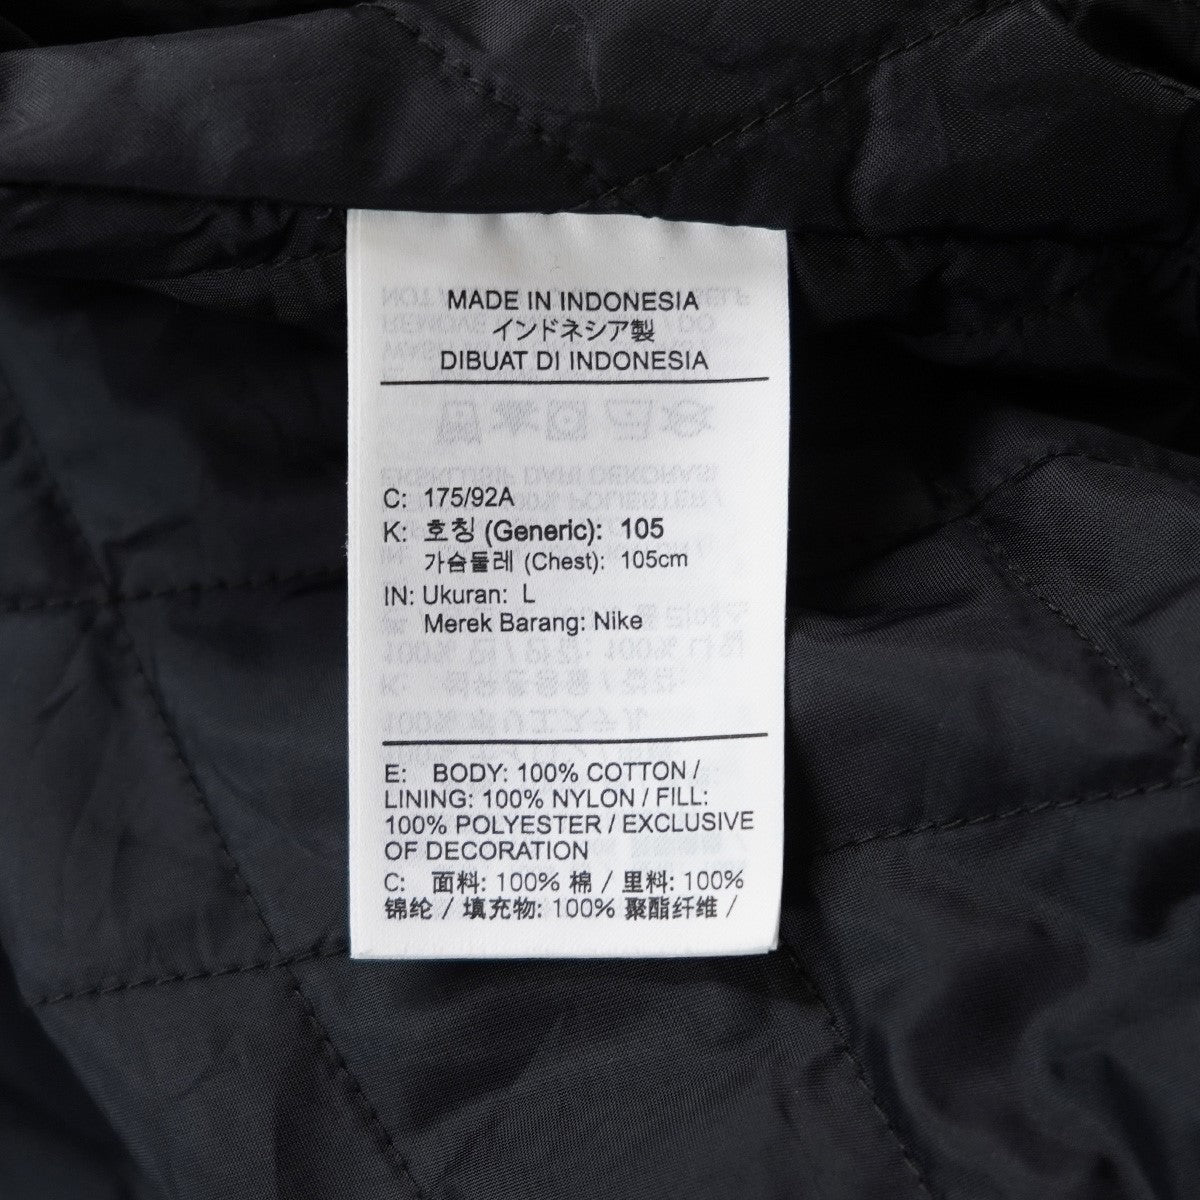 MADE IN INDONESIA
インドネシア製
DIBUAT DI INDONESIA
C: 175/92A
K: 호칭 (Generic): 105
가슴둘레 (Chest): 105cm
IN: Ukuran: L
Merek Barang: Nike
E: BODY: 100% COTTON /
LINING: 100% NYLON / FILL:
100% POLYESTER / EXCLUSIVE
OF DECORATION
C: 面料: 100% 棉 / 里料: 100%
锦纶 / 填充物: 100% 聚酯纤维 /